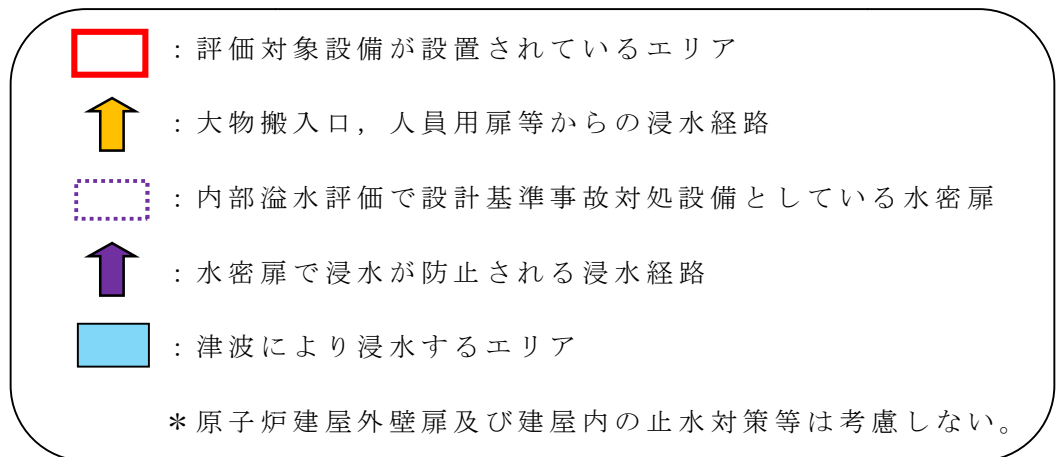 ：評価対象設備が設置されているエリア
：大物搬入口，人員用扉等からの浸水経路
：内部溢水評価で設計基準事故対処設備としている水密扉
：水密扉で浸水が防止される浸水経路
：津波により浸水するエリア
＊原子炉建屋外壁扉及び建屋内の止水対策等は考慮しない。